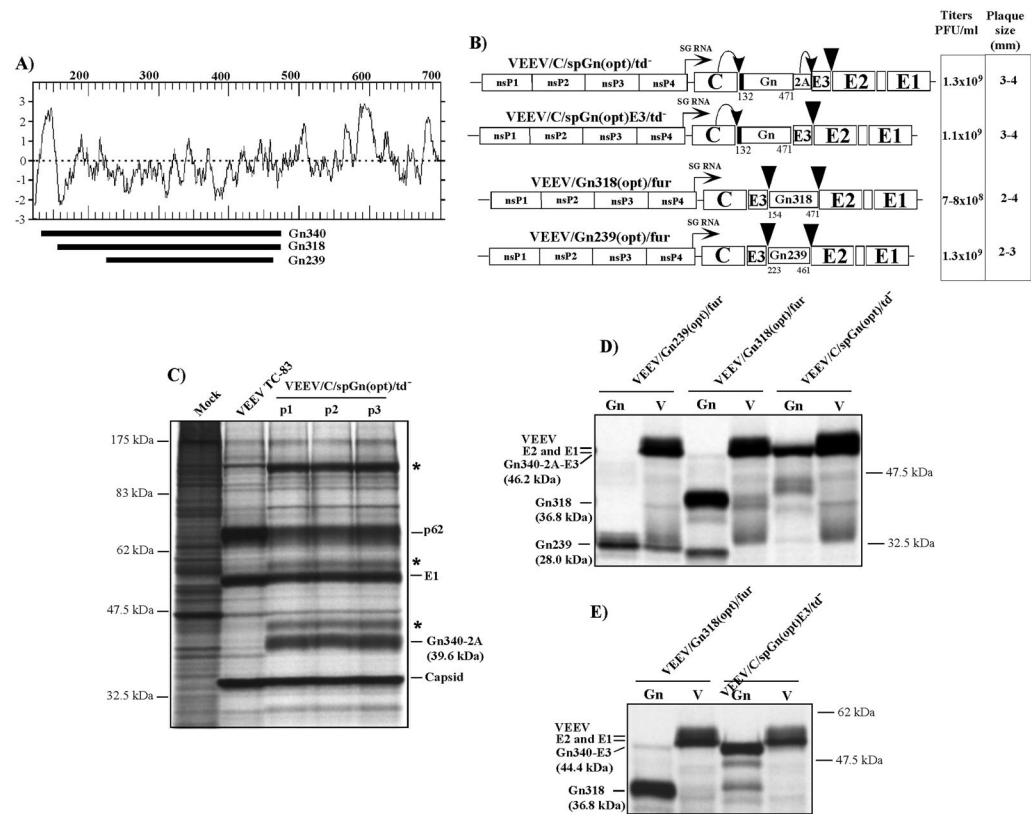 A)
200 300 400 500 600 700
3
2
1
0
-1
-2
-3
Gn340
Gn318
Gn239
B)
Titers PFU/ml
Plaque size (mm)
VEEV/C/spGn(opt)/td⁻
SG RNA
nsP1 nsP2 nsP3 nsP4 C Gn 2A E3 E2 E1
132 471
1.3x10⁹ 3-4
VEEV/C/spGn(opt)E3/td⁻
SG RNA
nsP1 nsP2 nsP3 nsP4 C Gn E3 E2 E1
132 471
1.1x10⁹ 3-4
VEEV/Gn318(opt)/fur
SG RNA
nsP1 nsP2 nsP3 nsP4 C E3 Gn318 E2 E1
154 471
7-8x10⁸ 2-4
VEEV/Gn239(opt)/fur
SG RNA
nsP1 nsP2 nsP3 nsP4 C E3 Gn239 E2 E1
223 461
1.3x10⁹ 2-3
C)
Mock
VEEV TC-83
VEEV/C/spGn(opt)/td⁻
p1 p2 p3
175 kDa
83 kDa
62 kDa
47.5 kDa
32.5 kDa
*
p62
*
E1
*
Gn340-2A
(39.6 kDa)
Capsid
D)
VEEV/Gn239(opt)/fur
VEEV/Gn318(opt)/fur
VEEV/C/spGn(opt)/td⁻
Gn V Gn V Gn V
VEEV
E2 and E1
Gn340-2A-E3
(46.2 kDa)
Gn318
(36.8 kDa)
Gn239
(28.0 kDa)
47.5 kDa
32.5 kDa
E)
VEEV/Gn318(opt)/fur
VEEV/C/spGn(opt)E3/td⁻
Gn V Gn V
VEEV
E2 and E1
Gn340-E3
(44.4 kDa)
Gn318
(36.8 kDa)
62 kDa
47.5 kDa